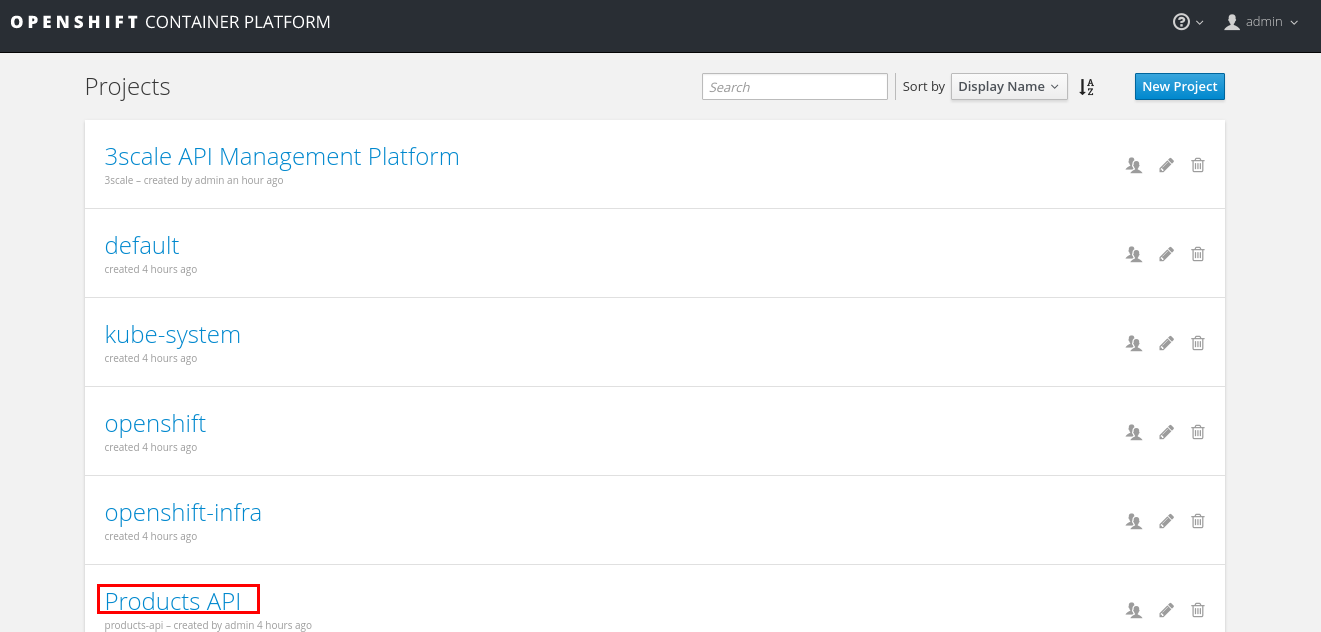 OPENSHIFT CONTAINER PLATFORM
admin
Projects
Search
Sort by
Display Name
New Project
3scale API Management Platform
3scale – created by admin an hour ago
default
created 4 hours ago
kube-system
created 4 hours ago
openshift
created 4 hours ago
openshift-infra
created 4 hours ago
Products API
products-api – created by admin 4 hours ago